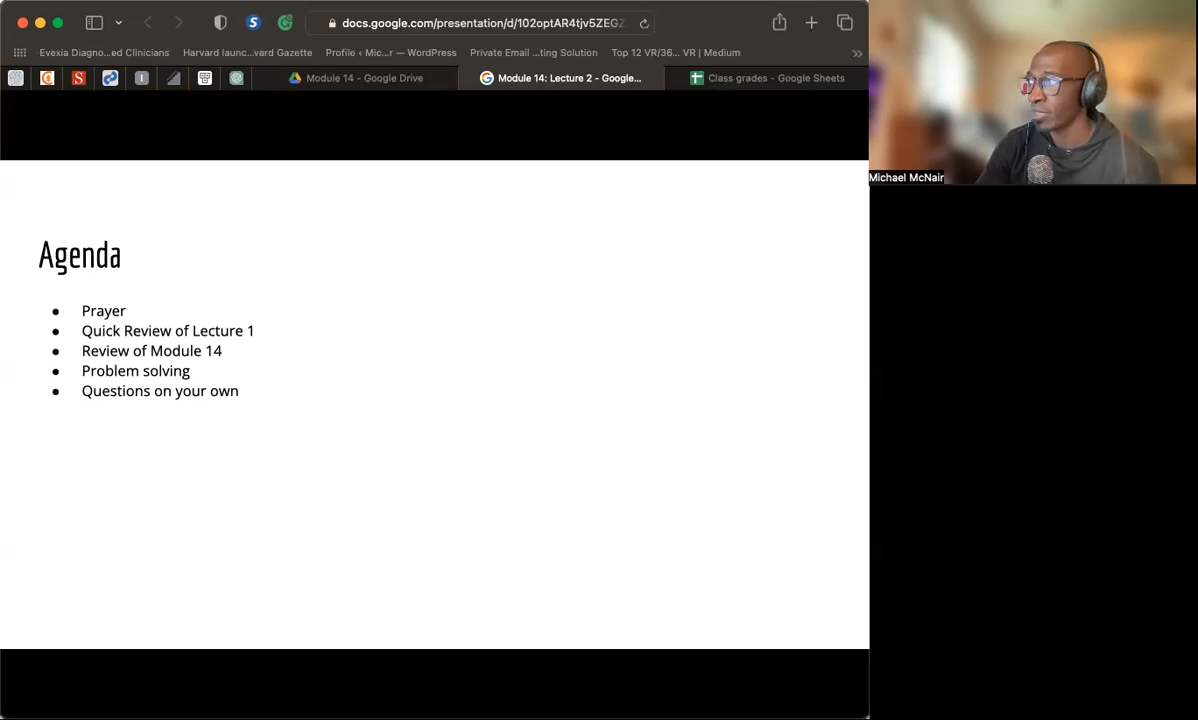 docs.google.com/presentation/d/102optAR4tjv5ZEGZ
Evexia Diagno...ed Clinicians
Harvard launc...vard Gazette
Profile ‹ Mic...r — WordPress
Private Email ...ting Solution
Top 12 VR/36... VR | Medium
Module 14 - Google Drive
Module 14: Lecture 2 - Google...
Class grades - Google Sheets
Michael McNair
Agenda
● Prayer
● Quick Review of Lecture 1
● Review of Module 14
● Problem solving
● Questions on your own